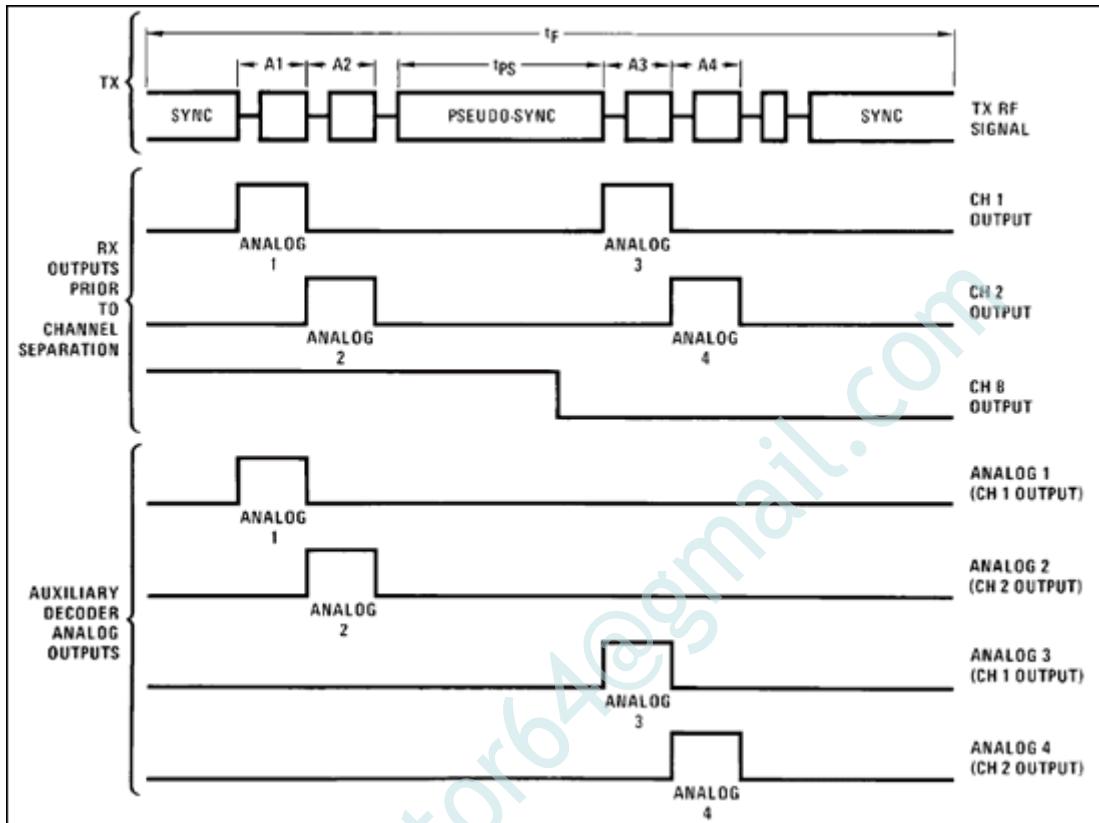 tF
A1
A2
tPS
A3
A4
TX
SYNC
PSEUDO-SYNC
SYNC
TX RF
SIGNAL
CH 1
OUTPUT
ANALOG
1
ANALOG
3
RX
OUTPUTS
PRIOR
TO
CHANNEL
SEPARATION
CH 2
OUTPUT
ANALOG
2
ANALOG
4
CH 8
OUTPUT
ANALOG 1
(CH 1 OUTPUT)
ANALOG
1
ANALOG 2
(CH 2 OUTPUT)
ANALOG
2
AUXILIARY
DECODER
ANALOG
OUTPUTS
ANALOG 3
(CH 1 OUTPUT)
ANALOG
3
ANALOG 4
(CH 2 OUTPUT)
ANALOG
4
tor64@gmail.com